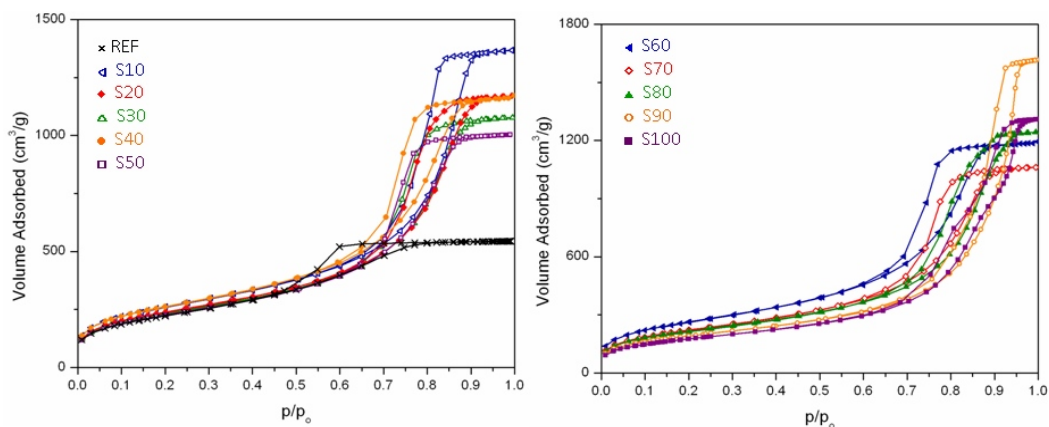 1500
1000
500
0
Volume Adsorbed (cm³/g)
REF
S10
S20
S30
S40
S50
0.0 0.1 0.2 0.3 0.4 0.5 0.6 0.7 0.8 0.9 1.0
p/pₒ
1800
1200
600
0
Volume Adsorbed (cm³/g)
S60
S70
S80
S90
S100
0.0 0.1 0.2 0.3 0.4 0.5 0.6 0.7 0.8 0.9 1.0
p/pₒ